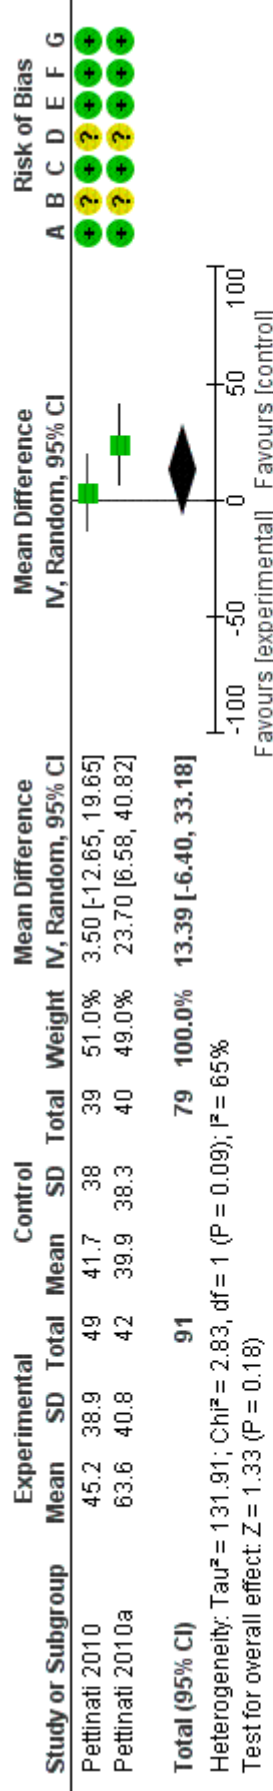 Experimental Control Mean Difference Mean Difference Risk of Bias
Study or Subgroup Mean SD Total Mean SD Total Weight IV, Random, 95% CI IV, Random, 95% CI A B C D E F G
Pettinati 2010 45.2 38.9 49 41.7 38 39 51.0% 3.50 [-12.65, 19.65] + ? + ? + + +
Pettinati 2010a 63.6 40.8 42 39.9 38.3 40 49.0% 23.70 [6.58, 40.82] + ? + ? + + +
Total (95% CI) 91 79 100.0% 13.39 [-6.40, 33.18]
Heterogeneity: Tau² = 131.91; Chi² = 2.83, df = 1 (P = 0.09); I² = 65%
Test for overall effect: Z = 1.33 (P = 0.18)
-100 -50 0 50 100
Favours [experimental] Favours [control]